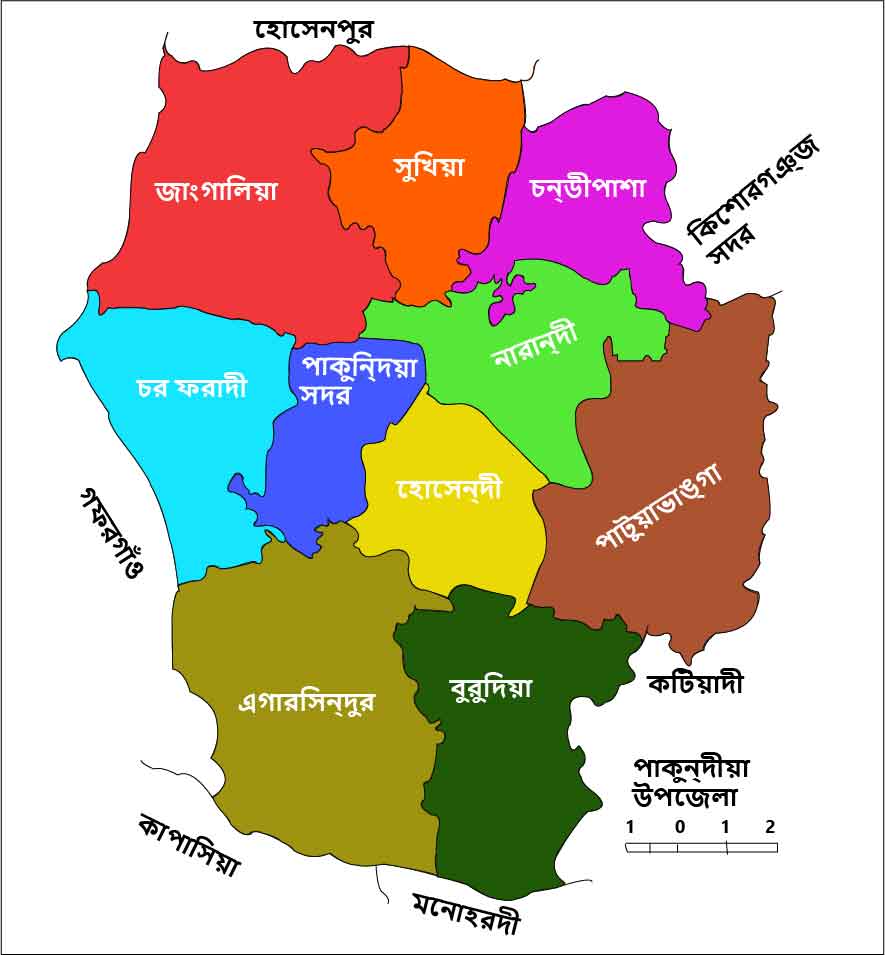 হোসেনপুর
সুখিয়া
জাংগালিয়া
চন্ডীপাশা
কিশোরগঞ্জ
সদর
নারান্দী
পাকুন্দিয়া
সদর
চর ফরাদী
হোসেন্দী
পাটুয়াভাঙ্গা
গফরগাঁও
এগারসিন্দুর
বুরুদিয়া
কটিয়াদী
পাকুন্দীয়া
উপজেলা
1 0 1 2
কাপাসিয়া
মনোহরদী